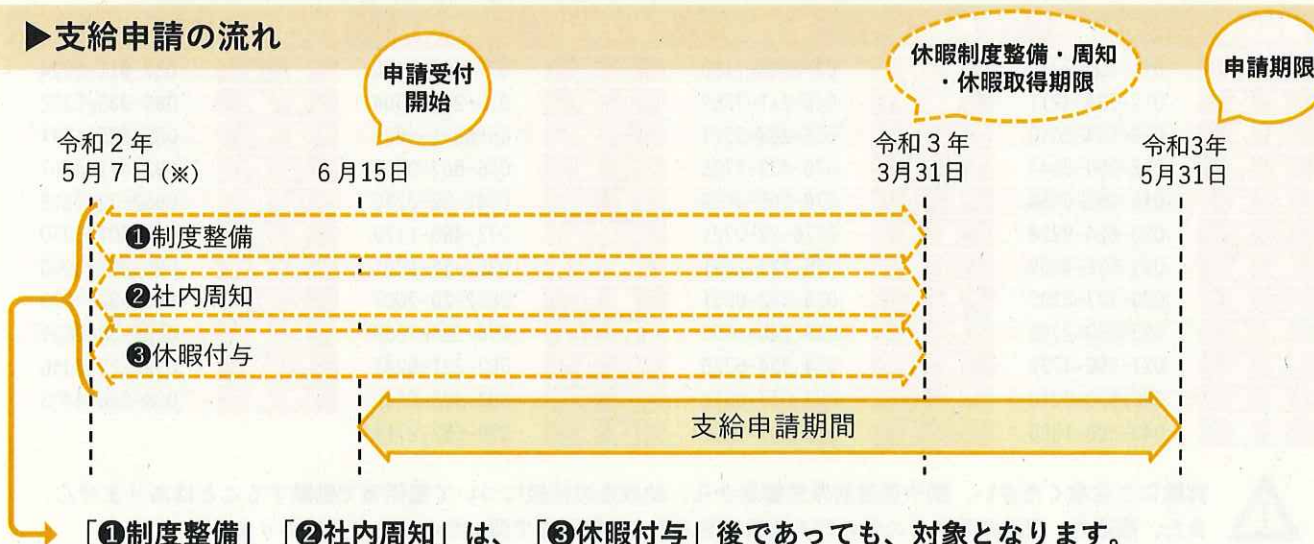 ▶支給申請の流れ
申請受付
開始
休暇制度整備・周知
・休暇取得期限
申請期限
令和2年
5月7日(※)
6月15日
令和3年
3月31日
令和3年
5月31日
❶制度整備
❷社内周知
❸休暇付与
支給申請期間
「❶制度整備」「❷社内周知」は、「❸休暇付与」後であっても、対象となります。